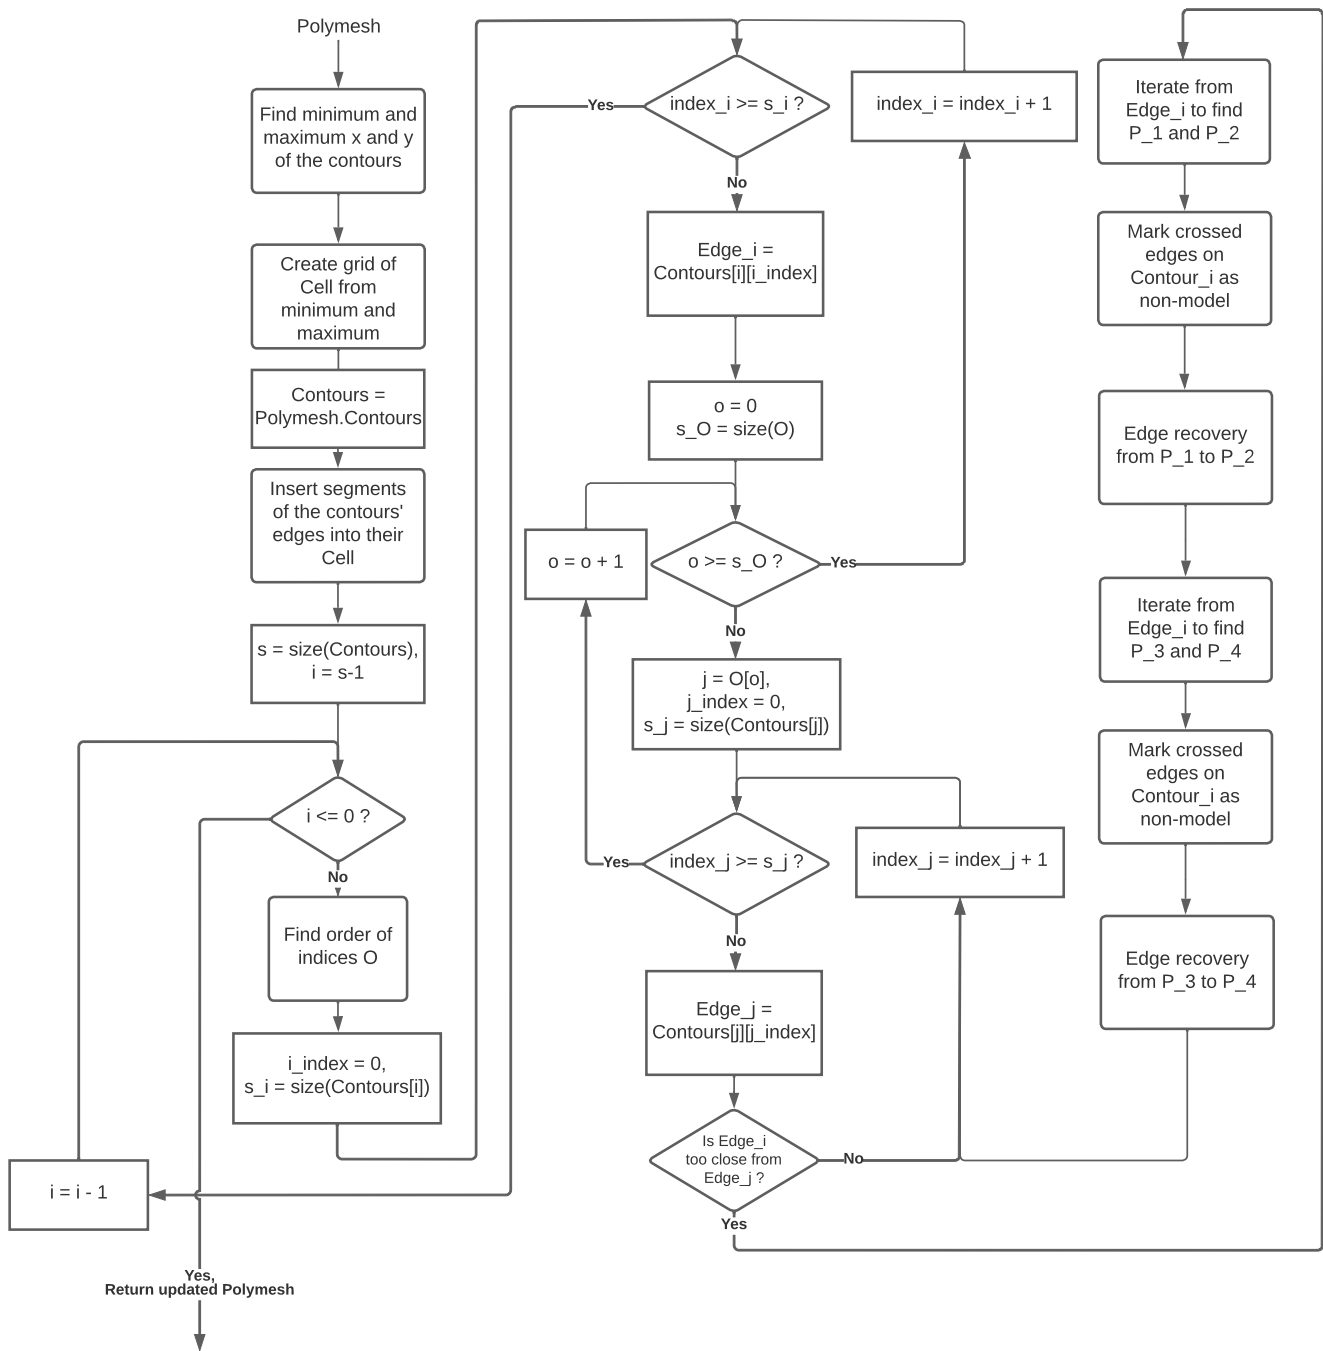 Polymesh
Find minimum and
maximum x and y
of the contours
Create grid of
Cell from
minimum and
maximum
Contours =
Polymesh.Contours
Insert segments
of the contours'
edges into their
Cell
s = size(Contours),
i = s-1
i <= 0 ?
No
Find order of
indices O
i_index = 0,
s_i = size(Contours[i])
i = i - 1
Yes,
Return updated Polymesh
index_i >= s_i ?
Yes
No
index_i = index_i + 1
Edge_i =
Contours[i][i_index]
o = 0
s_O = size(O)
o = o + 1
o >= s_O ?
Yes
No
j = O[o],
j_index = 0,
s_j = size(Contours[j])
index_j >= s_j ?
Yes
No
index_j = index_j + 1
Edge_j =
Contours[j][j_index]
Is Edge_i
too close from
Edge_j ?
No
Yes
Iterate from
Edge_i to find
P_1 and P_2
Mark crossed
edges on
Contour_i as
non-model
Edge recovery
from P_1 to P_2
Iterate from
Edge_i to find
P_3 and P_4
Mark crossed
edges on
Contour_i as
non-model
Edge recovery
from P_3 to P_4